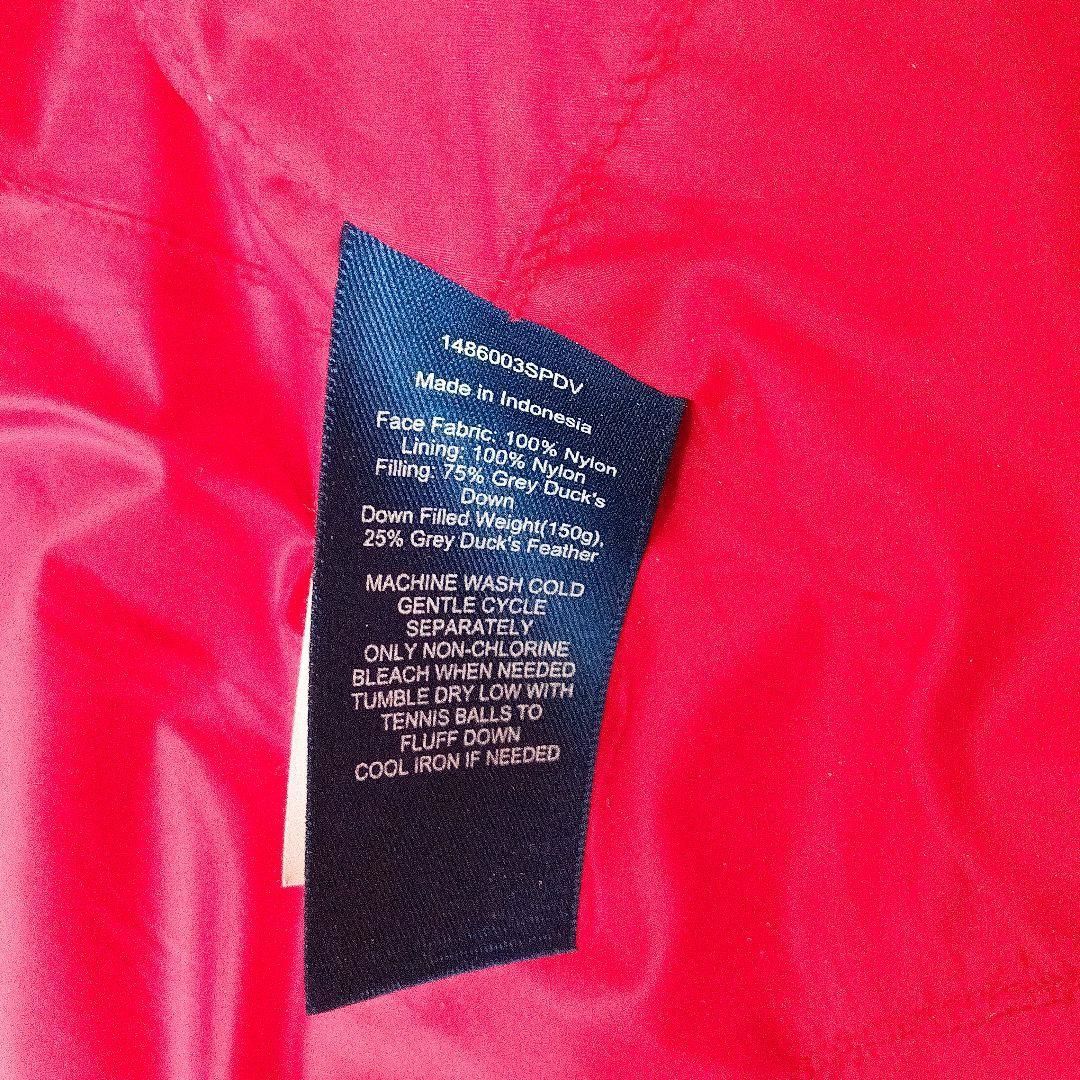 1486003SPDV
Made in Indonesia
Face Fabric: 100% Nylon
Lining: 100% Nylon
Filling: 75% Grey Duck's
Down
Down Filled Weight(150g),
25% Grey Duck's Feather
MACHINE WASH COLD
GENTLE CYCLE
SEPARATELY
ONLY NON-CHLORINE
BLEACH WHEN NEEDED
TUMBLE DRY LOW WITH
TENNIS BALLS TO
FLUFF DOWN
COOL IRON IF NEEDED